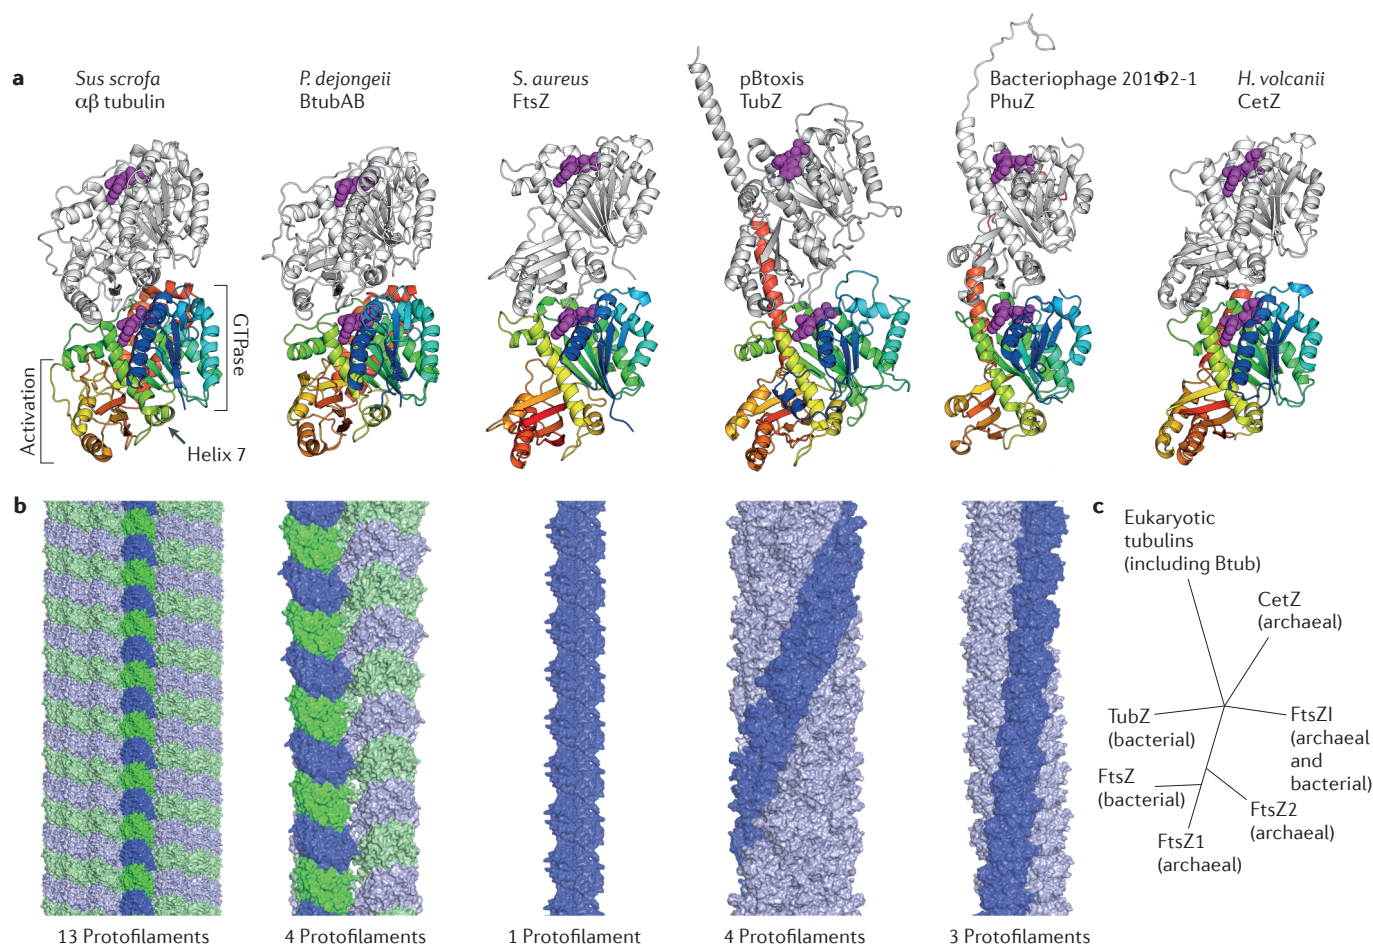 a
Sus scrofa
αβ tubulin
P. dejongeii
BtubAB
S. aureus
FtsZ
pBtoxis
TubZ
Bacteriophage 201Φ2-1
PhuZ
H. volcanii
CetZ
GTPase
Activation
Helix 7
b
13 Protofilaments
4 Protofilaments
1 Protofilament
4 Protofilaments
3 Protofilaments
c
Eukaryotic
tubulins
(including Btub)
CetZ
(archaeal)
TubZ
(bacterial)
FtsZI
(archaeal
and
bacterial)
FtsZ
(bacterial)
FtsZ2
(archaeal)
FtsZ1
(archaeal)